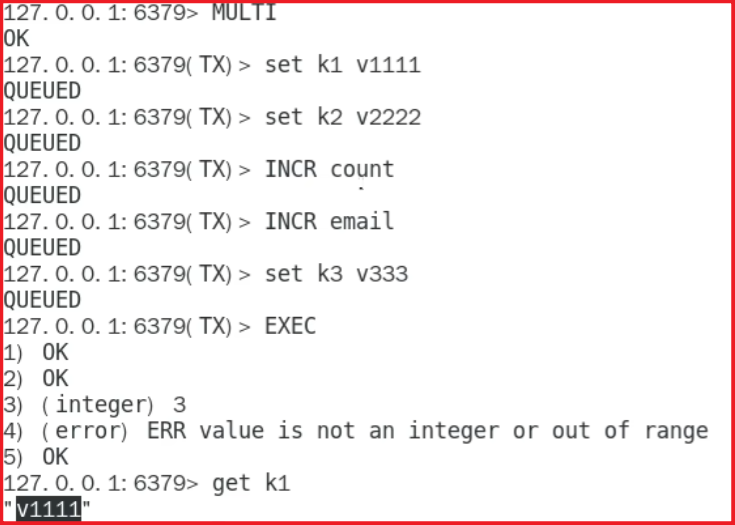 127.0.0.1:6379> MULTI
OK
127.0.0.1:6379(TX)> set k1 v1111
QUEUED
127.0.0.1:6379(TX)> set k2 v2222
QUEUED
127.0.0.1:6379(TX)> INCR count
QUEUED
127.0.0.1:6379(TX)> INCR email
QUEUED
127.0.0.1:6379(TX)> set k3 v333
QUEUED
127.0.0.1:6379(TX)> EXEC
1) OK
2) OK
3) (integer) 3
4) (error) ERR value is not an integer or out of range
5) OK
127.0.0.1:6379> get k1
"v1111"